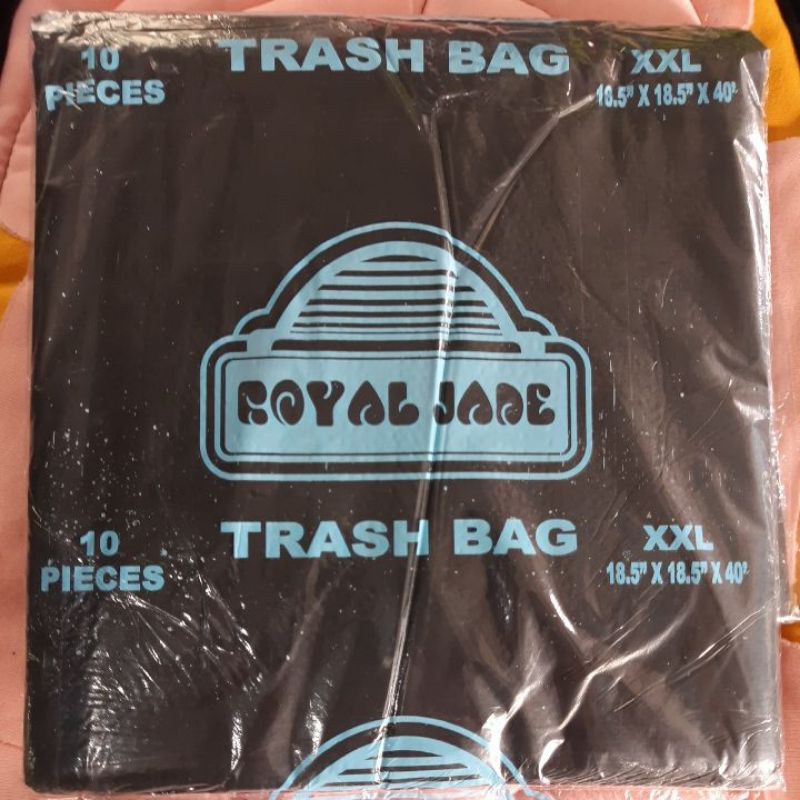 10
PIECES
TRASH BAG
XXL
18.5" X 18.5" X 40"
ROYAL JADE
10
PIECES
TRASH BAG
XXL
18.5" X 18.5" X 40"